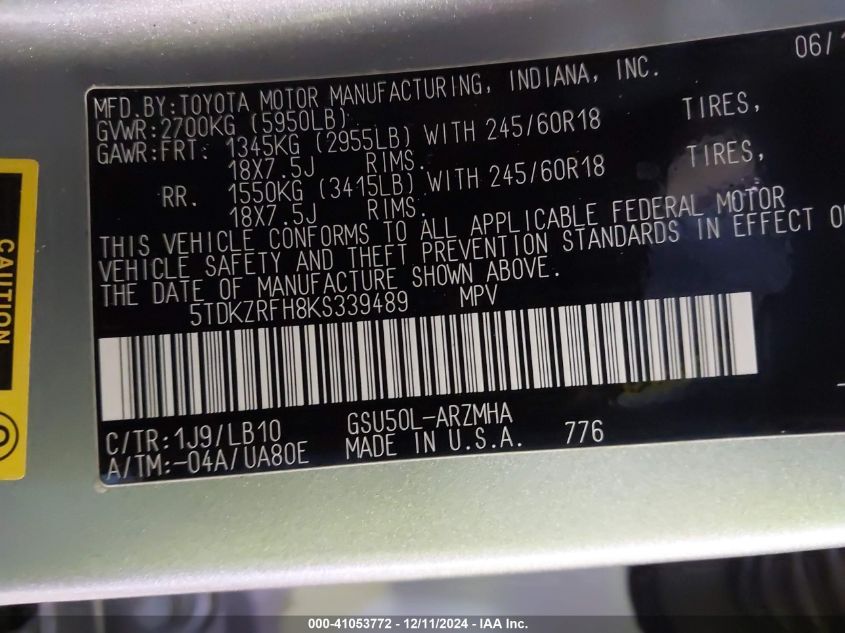 06/1
MFD.BY:TOYOTA MOTOR MANUFACTURING, INDIANA, INC.
GVWR:2700KG (5950LB)
GAWR:FRT: 1345KG (2955LB) WITH 245/60R18 TIRES,
18X7.5J RIMS.
RR. 1550KG (3415LB) WITH 245/60R18 TIRES,
18X7.5J RIMS.
THIS VEHICLE CONFORMS TO ALL APPLICABLE FEDERAL MOTOR
VEHICLE SAFETY AND THEFT PREVENTION STANDARDS IN EFFECT O
THE DATE OF MANUFACTURE SHOWN ABOVE.
5TDKZRFH8KS339489 MPV
C/TR:1J9/LB10 GSU50L-ARZMHA
A/TM:-04A/UA80E MADE IN U.S.A. 776
CAUTION
000-41053772 - 12/11/2024 - IAA Inc.